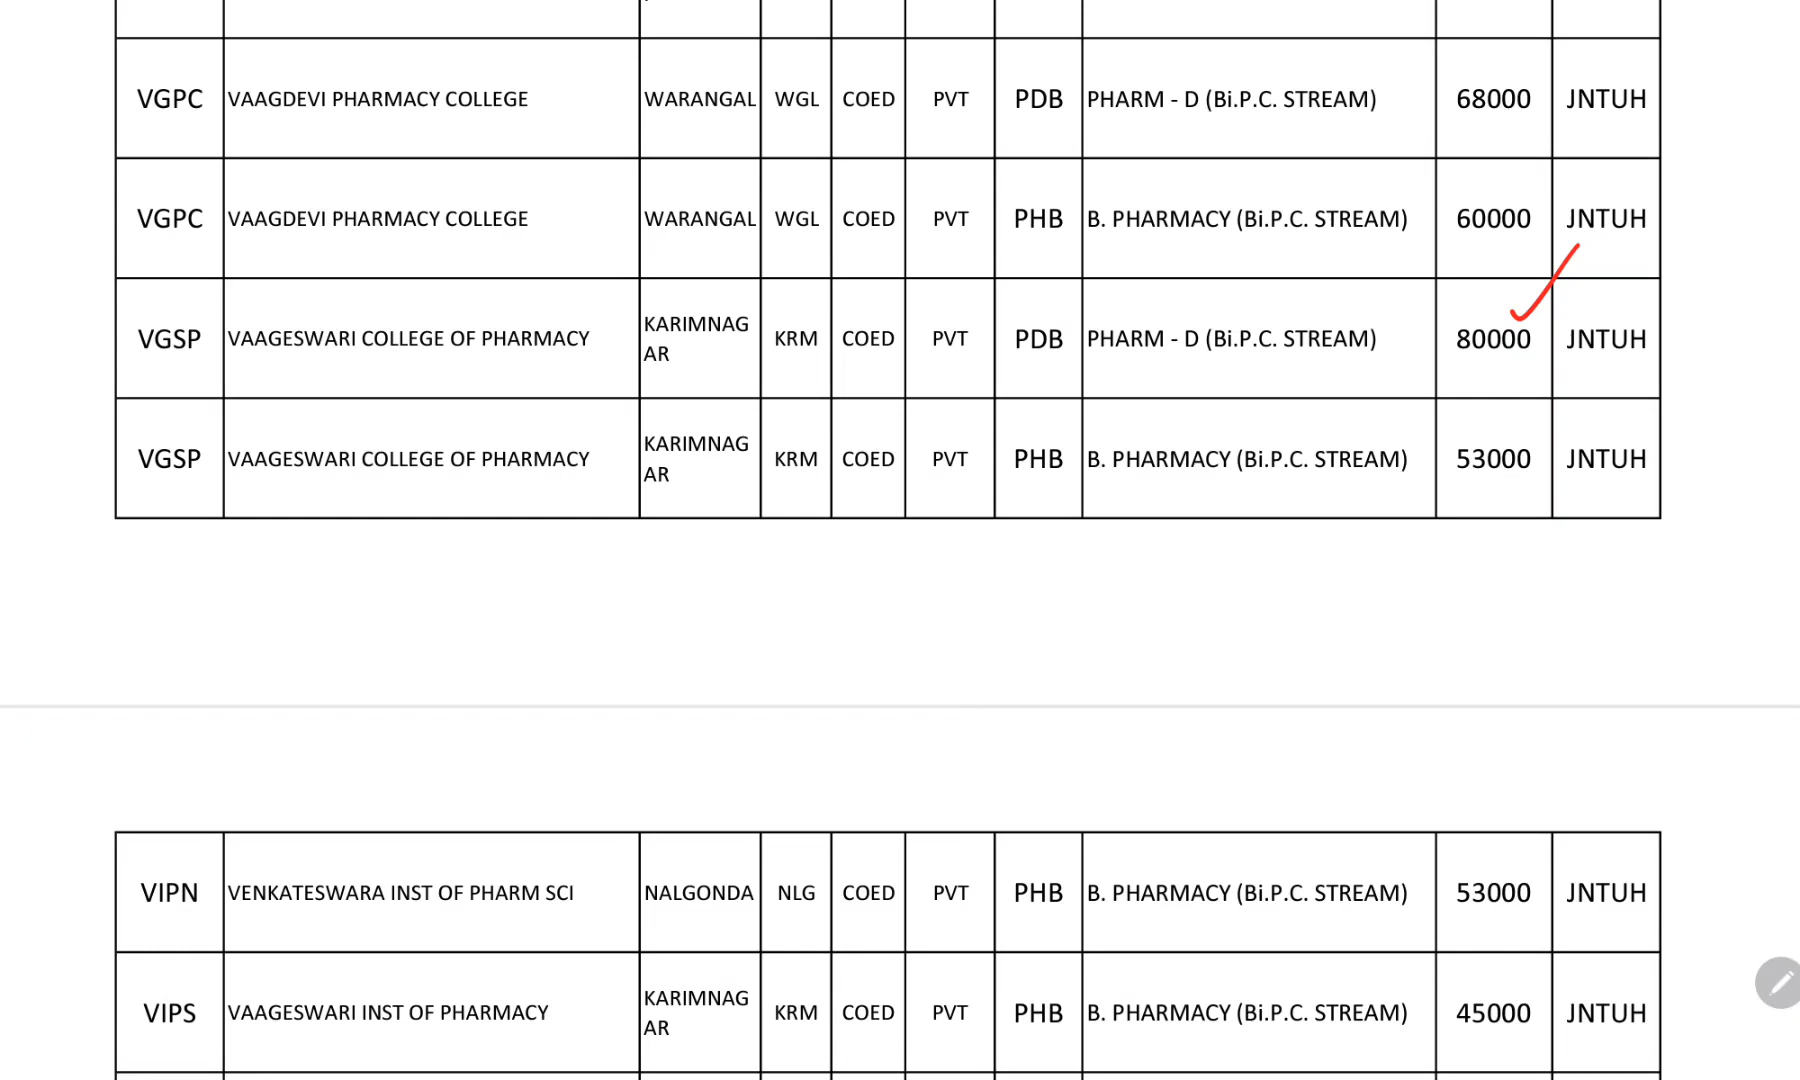 VGPC VAAGDEVI PHARMACY COLLEGE WARANGAL WGL COED PVT PDB PHARM - D (Bi.P.C. STREAM) 68000 JNTUH
VGPC VAAGDEVI PHARMACY COLLEGE WARANGAL WGL COED PVT PHB B. PHARMACY (Bi.P.C. STREAM) 60000 JNTUH
VGSP VAAGESWARI COLLEGE OF PHARMACY KARIMNAG
AR KRM COED PVT PDB PHARM - D (Bi.P.C. STREAM) 80000 JNTUH
VGSP VAAGESWARI COLLEGE OF PHARMACY KARIMNAG
AR KRM COED PVT PHB B. PHARMACY (Bi.P.C. STREAM) 53000 JNTUH
VIPN VENKATESWARA INST OF PHARM SCI NALGONDA NLG COED PVT PHB B. PHARMACY (Bi.P.C. STREAM) 53000 JNTUH
VIPS VAAGESWARI INST OF PHARMACY KARIMNAG
AR KRM COED PVT PHB B. PHARMACY (Bi.P.C. STREAM) 45000 JNTUH